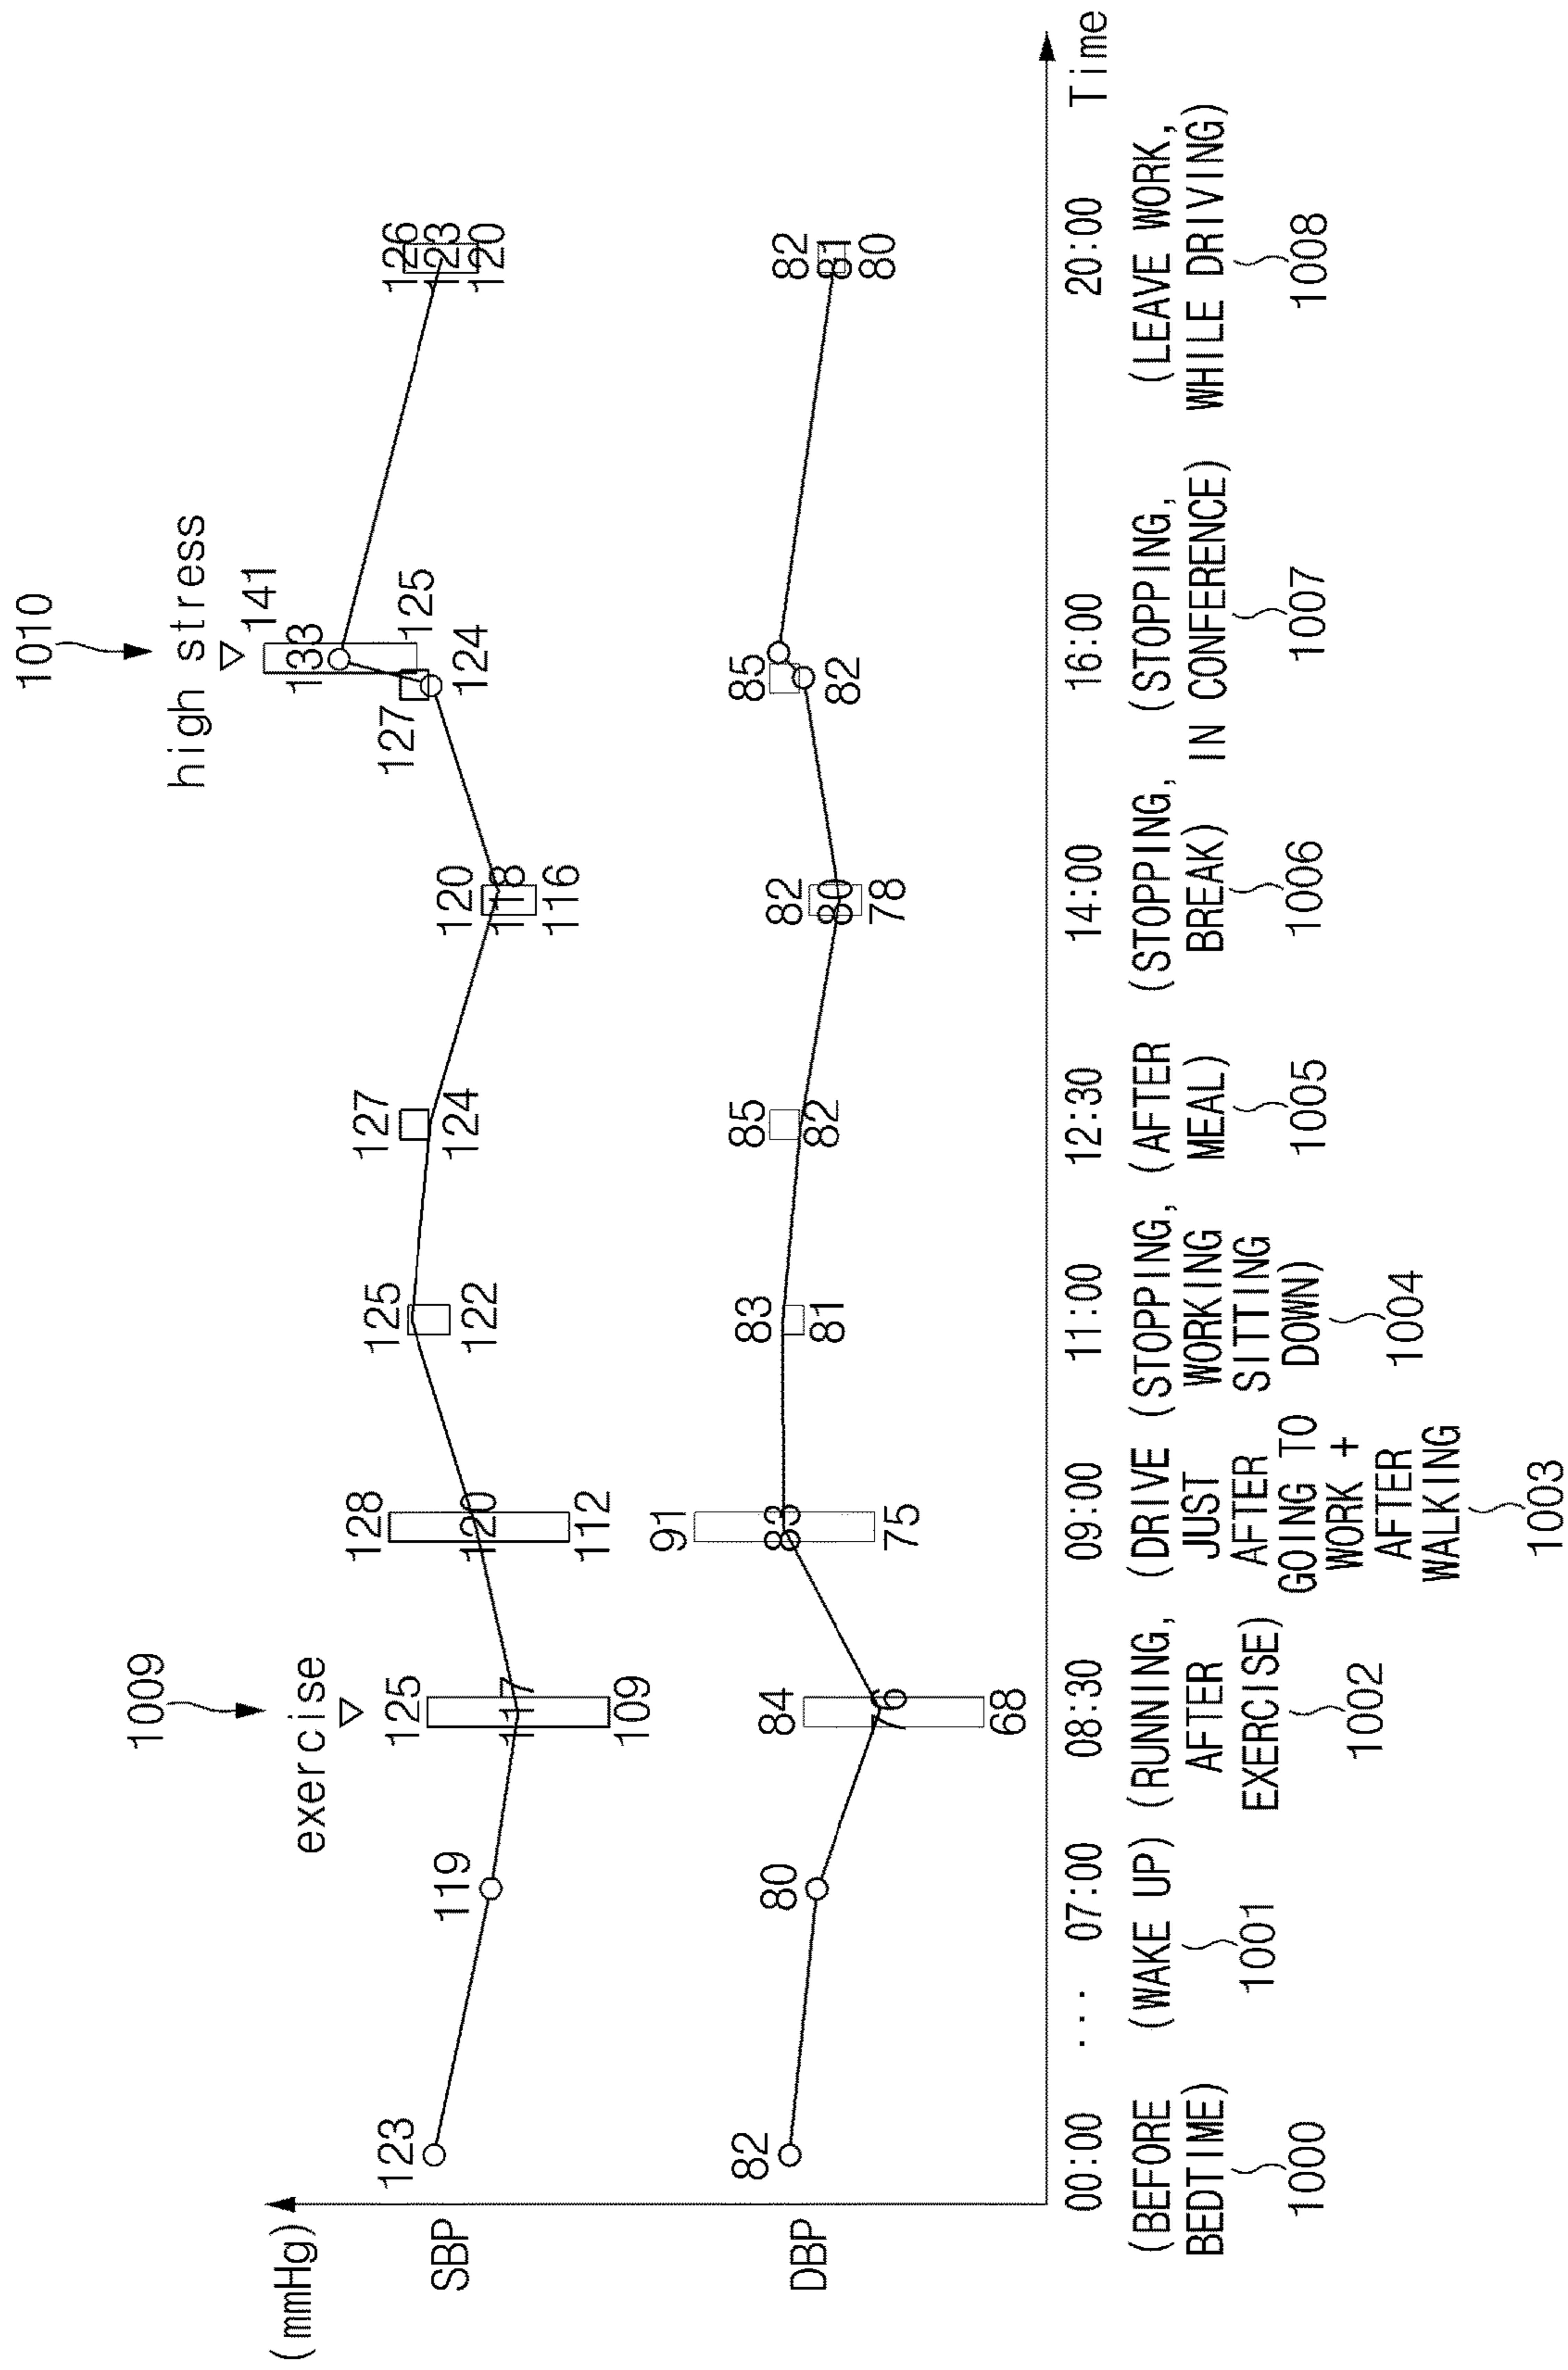 1010
high stress
141
1009
exercise
(mmHg)
SBP
123
119
125
117
109
128
120
112
125
122
127
124
120
118
116
127
124
133
125
126
123
120
DBP
82
80
84
76
68
91
83
75
83
81
85
82
82
80
78
85
82
82
81
80
Time
00:00
(BEFORE
BEDTIME)
1000
...
07:00
(WAKE UP)
1001
08:30
(RUNNING,
AFTER
EXERCISE)
1002
09:00
(DRIVE
JUST
AFTER
GOING TO
WORK +
AFTER
WALKING
1003
11:00
(STOPPING,
WORKING
SITTING
DOWN)
1004
12:30
(AFTER
MEAL)
1005
14:00
(STOPPING,
BREAK)
1006
16:00
(STOPPING,
IN CONFERENCE)
1007
20:00
(LEAVE WORK,
WHILE DRIVING)
1008